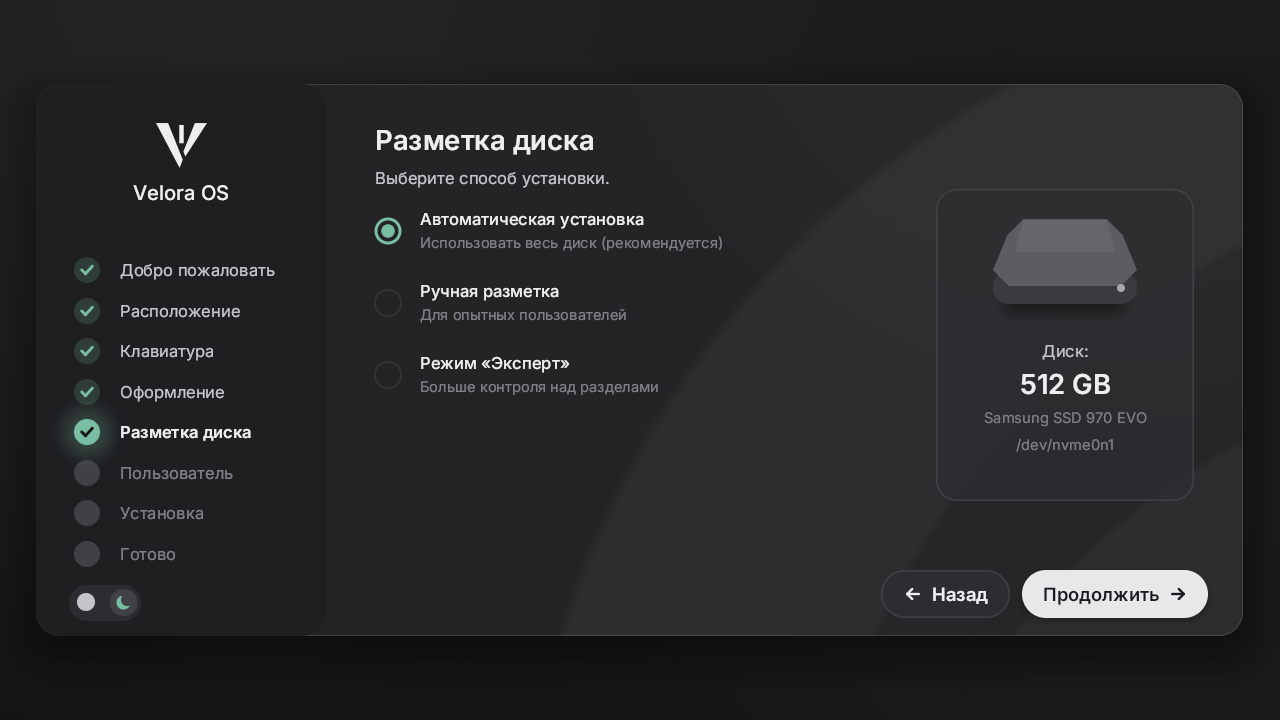 Velora OS
Добро пожаловать
Расположение
Клавиатура
Оформление
Разметка диска
Пользователь
Установка
Готово
Разметка диска
Выберите способ установки.
Автоматическая установка
Использовать весь диск (рекомендуется)
Ручная разметка
Для опытных пользователей
Режим «Эксперт»
Больше контроля над разделами
Диск:
512 GB
Samsung SSD 970 EVO
/dev/nvme0n1
Назад
Продолжить